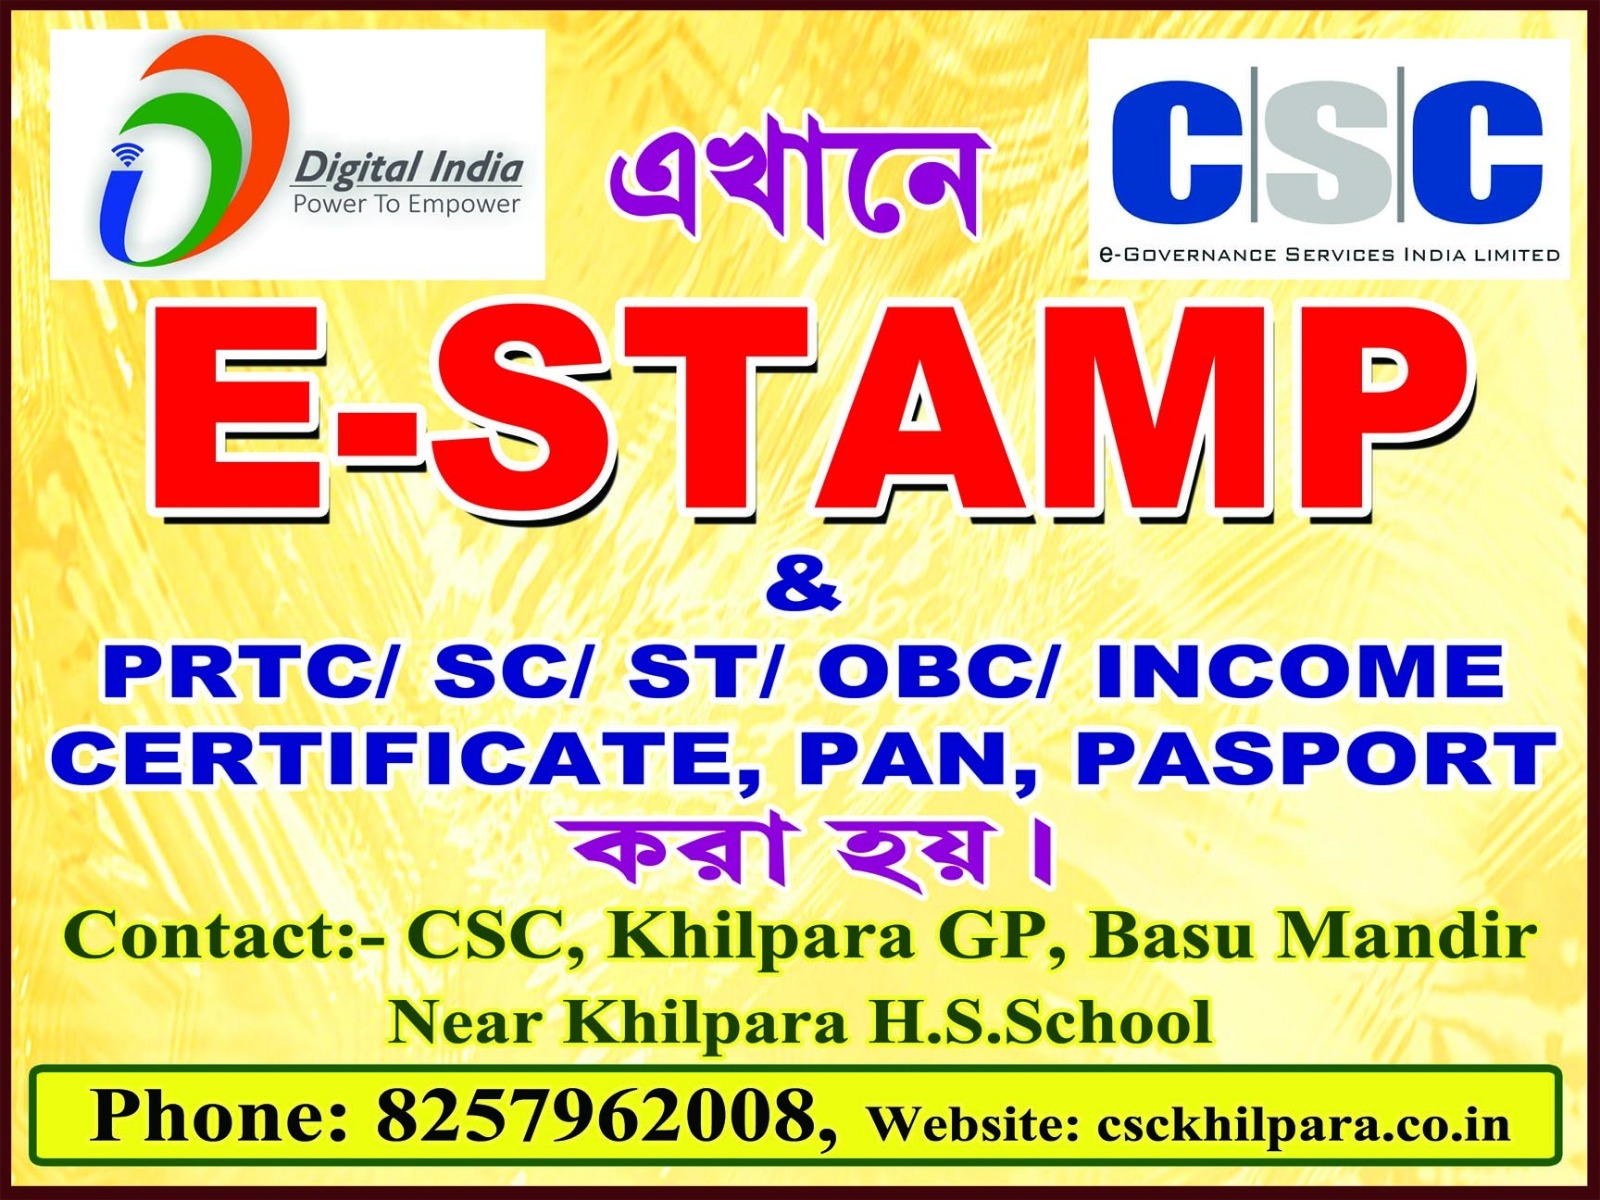 Digital India
Power To Empower
এখানে
CSC
e-GOVERNANCE SERVICES INDIA LIMITED
E-STAMP
&
PRTC/ SC/ ST/ OBC/ INCOME
CERTIFICATE, PAN, PASPORT
করা হয়।
Contact:- CSC, Khilpara GP, Basu Mandir
Near Khilpara H.S.School
Phone: 8257962008, Website: csckhilpara.co.in